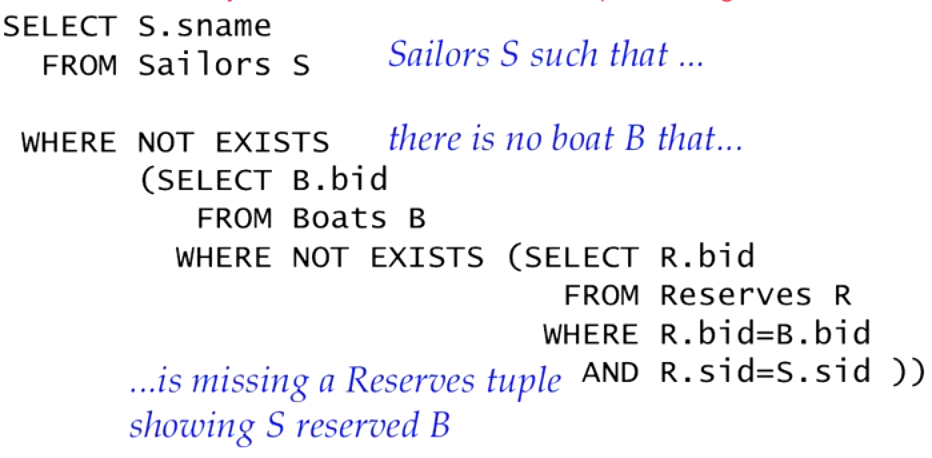 SELECT S.sname
FROM Sailors S Sailors S such that ...
WHERE NOT EXISTS there is no boat B that...
(SELECT B.bid
FROM Boats B
WHERE NOT EXISTS (SELECT R.bid
FROM Reserves R
WHERE R.bid=B.bid
AND R.sid=S.sid ))
...is missing a Reserves tuple
showing S reserved B